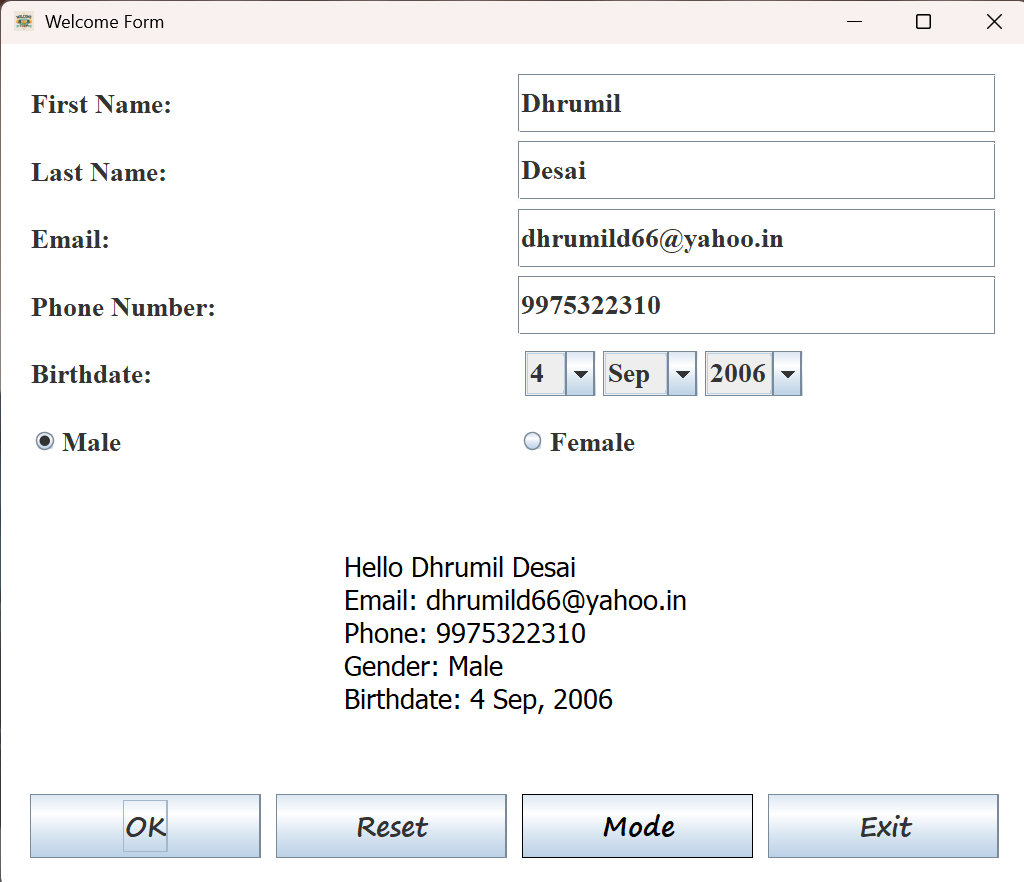 Welcome Form
First Name: Dhrumil
Last Name: Desai
Email: dhrumild66@yahoo.in
Phone Number: 9975322310
Birthdate: 4 Sep 2006
Male Female
Hello Dhrumil Desai
Email: dhrumild66@yahoo.in
Phone: 9975322310
Gender: Male
Birthdate: 4 Sep, 2006
OK Reset Mode Exit